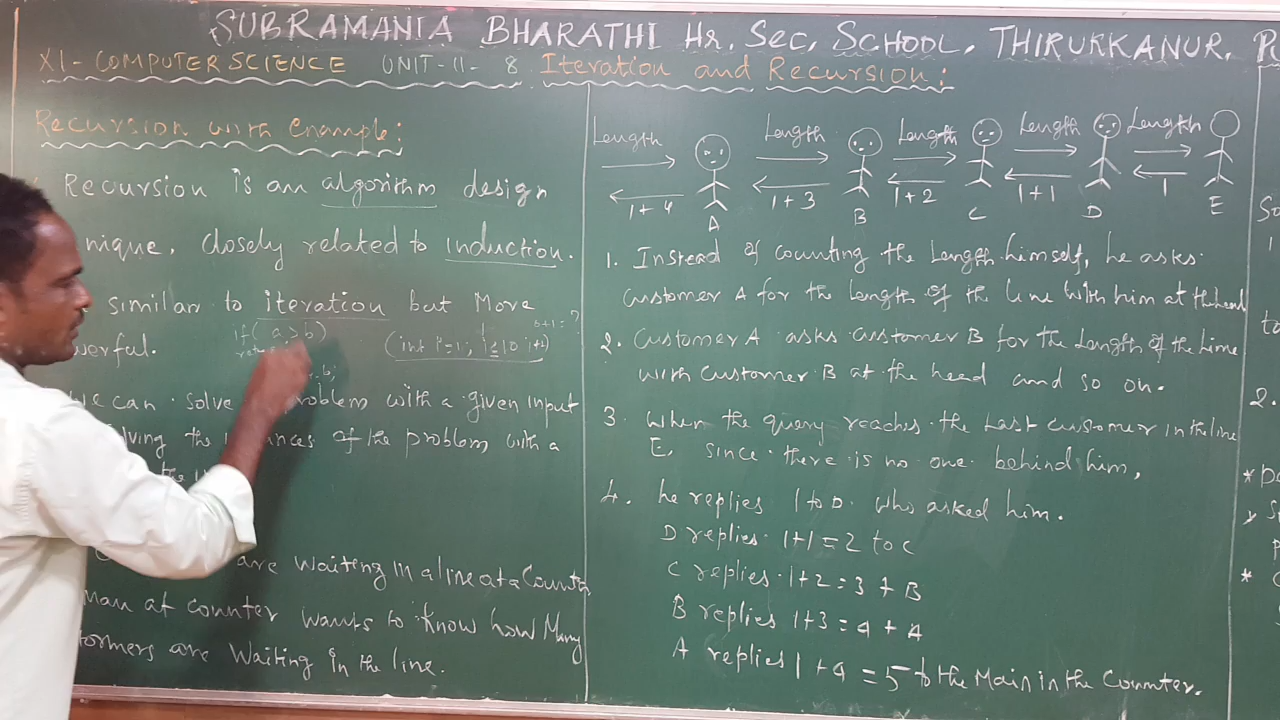 SUBRAMANIA BHARATHI Hr. Sec. SCHOOL, THIRUKKANUR.
XI - COMPUTER SCIENCE UNIT-II- 8 Iteration and Recursion:
Recursion with Example:
Recursion is an algorithm design
nique, closely related to induction.
similar to iteration but More
werful.
if( a > b)
(int i=1; i≤10 i+1)
We can solve problem with a given input
lving the of the problem with a
the
are waiting in a line at a Counter
man at counter wants to know how Many
tomers are Waiting in the line.
Length Length Length Length Length
1+4 1+3 1+2 1+1 1
A B C D E
1. Instead of counting the Length himself, he asks
customer A for the Length of the line with him at the head
2. Customer A asks customer B for the Length of the Line
with customer B at the head and so on.
3. When the query reaches the Last customer in the line
E, since there is no one behind him,
4. he replies 1 to D who asked him.
D replies 1+1=2 to C
C replies 1+2=3 + B
B replies 1+3=4 + A
A replies 1+4=5 to the Main in the Counter.
2.